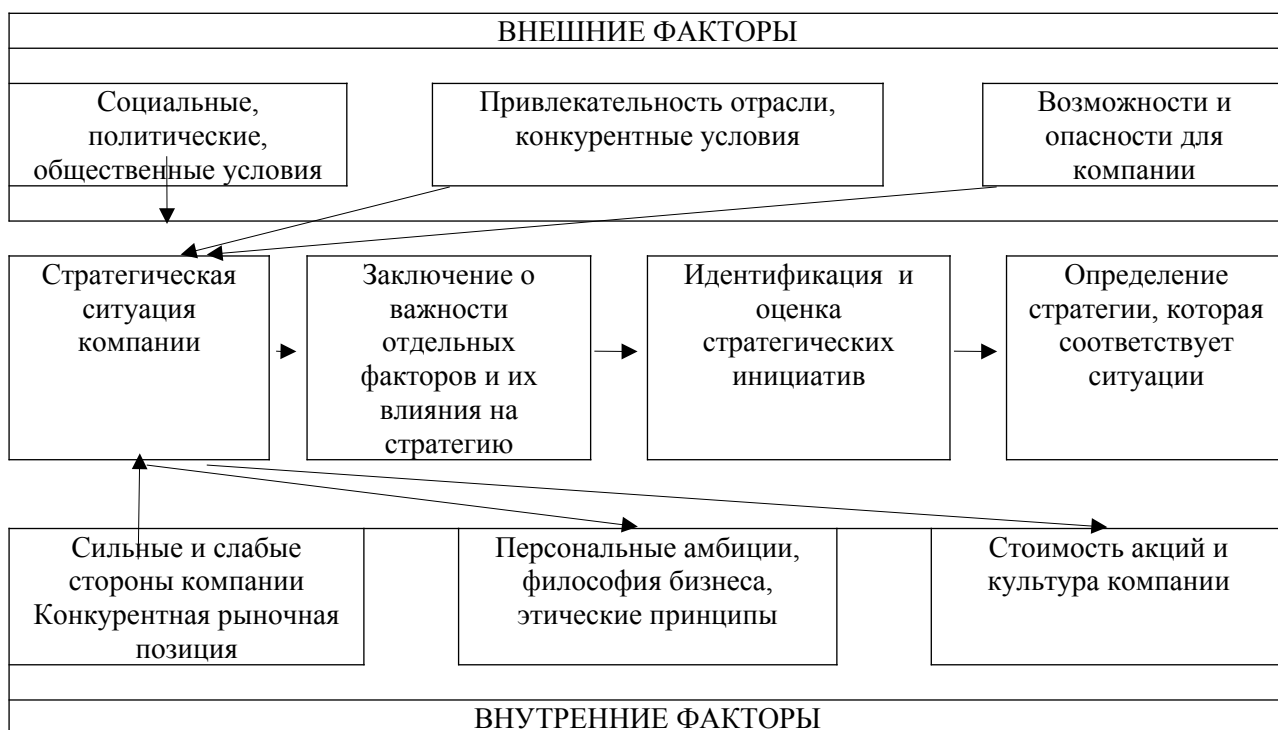 ВНЕШНИЕ ФАКТОРЫ
Социальные,
политические,
общественные условия
Привлекательность отрасли,
конкурентные условия
Возможности и
опасности для
компании
Стратегическая
ситуация
компании
Заключение о
важности
отдельных
факторов и их
влияния на
стратегию
Идентификация и
оценка
стратегических
инициатив
Определение
стратегии, которая
соответствует
ситуации
Сильные и слабые
стороны компании
Конкурентная рыночная
позиция
Персональные амбиции,
философия бизнеса,
этические принципы
Стоимость акций и
культура компании
ВНУТРЕННИЕ ФАКТОРЫ